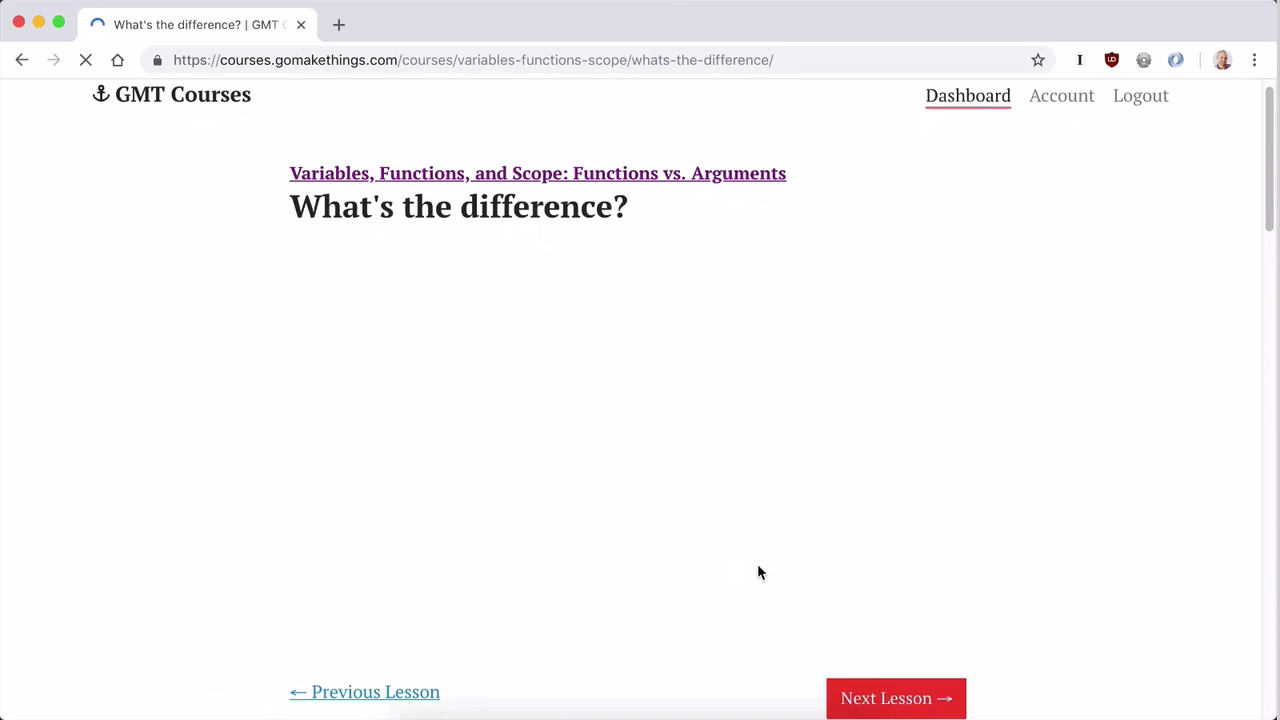 What's the difference? | GMT C
https://courses.gomakethings.com/courses/variables-functions-scope/whats-the-difference/
GMT Courses
Dashboard Account Logout
Variables, Functions, and Scope: Functions vs. Arguments
What's the difference?
← Previous Lesson
Next Lesson →